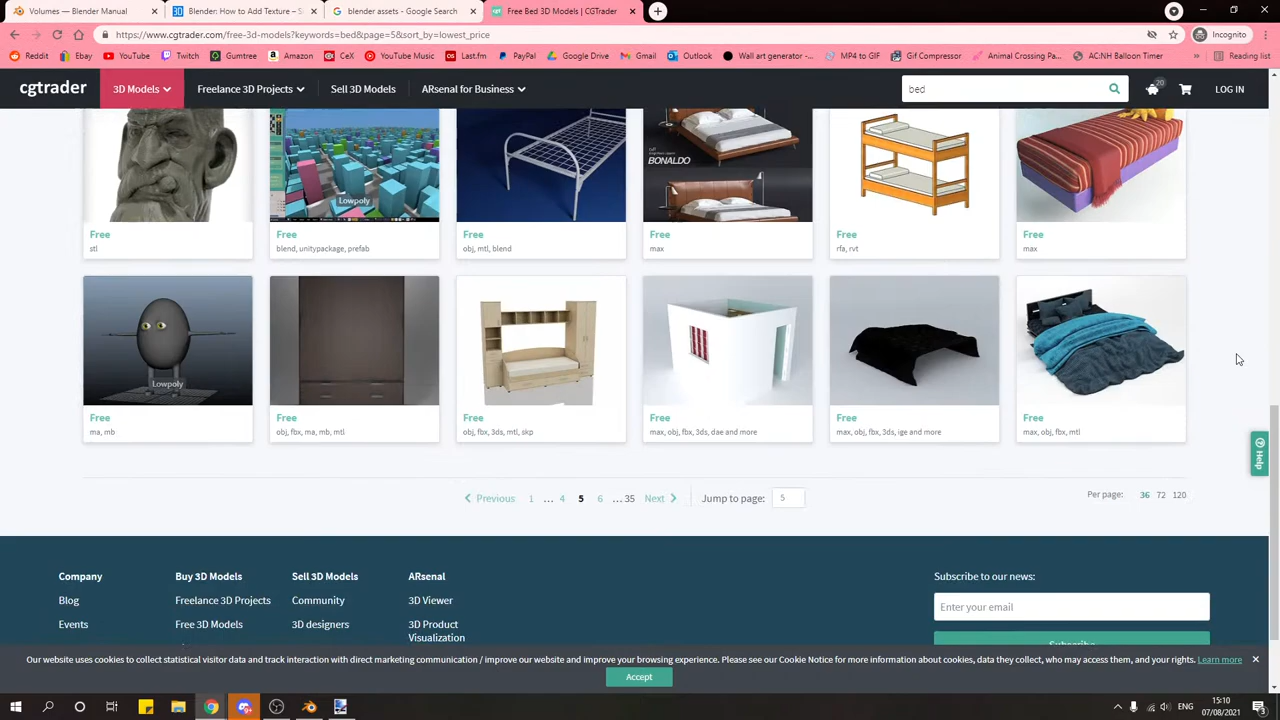 Volumes — Blender Manual
Blender: How to Add Texture –
blender assets - Google Search
Free Bed 3D Models | CGTrader
https://www.cgtrader.com/free-3d-models?keywords=bed&page=5&sort_by=lowest_price
Incognito
Reddit Ebay YouTube Twitch Gumtree Amazon CeX YouTube Music Last.fm PayPal Google Drive Gmail Outlook Wall art generator -... MP4 to GIF Gif Compressor Animal Crossing Pa... AC:NH Balloon Timer » Reading list
cgtrader 3D Models Freelance 3D Projects Sell 3D Models ARsenal for Business bed 20 LOG IN
BONALDO
Lowpoly
Free Free Free Free Free Free
stl blend, unitypackage, prefab obj, mtl, blend max rfa, rvt max
Lowpoly
Free Free Free Free Free Free
ma, mb obj, fbx, ma, mb, mtl obj, fbx, 3ds, mtl, skp max, obj, fbx, 3ds, dae and more max, obj, fbx, 3ds, ige and more max, obj, fbx, mtl
Help
Previous 1 ... 4 5 6 ... 35 Next Jump to page: 5 Per page: 36 72 120
Company Buy 3D Models Sell 3D Models ARsenal Subscribe to our news:
Blog Freelance 3D Projects Community 3D Viewer Enter your email
Events Free 3D Models 3D designers 3D Product
Visualization
Subscribe
Our website uses cookies to collect statistical visitor data and track interaction with direct marketing communication / improve our website and improve your browsing experience. Please see our Cookie Notice for more information about cookies, data they collect, who may access them, and your rights. Learn more
Accept
ENG 15:10
07/08/2021 3